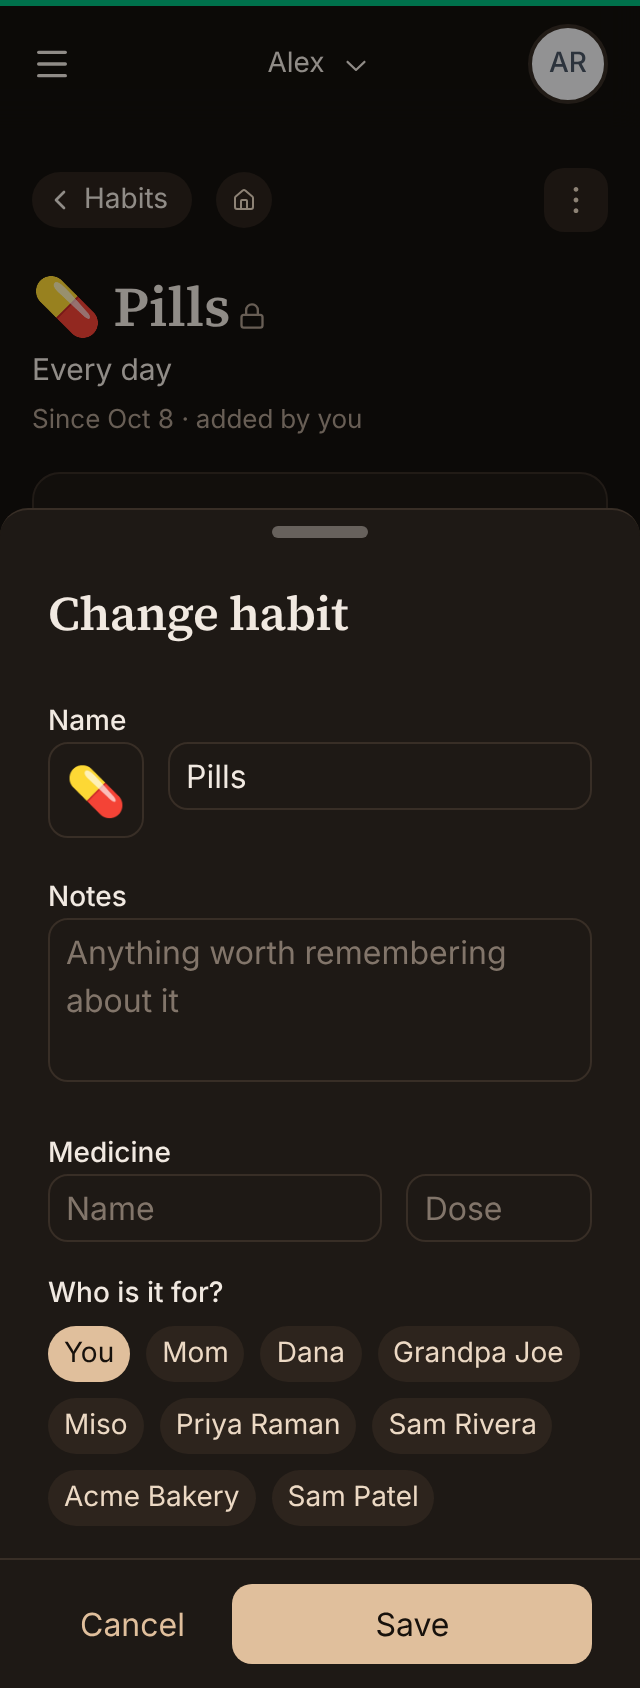 Alex
AR
Habits
Pills
Every day
Since Oct 8 · added by you
Change habit
Name
Pills
Notes
Anything worth remembering
about it
Medicine
Name
Dose
Who is it for?
You
Mom
Dana
Grandpa Joe
Miso
Priya Raman
Sam Rivera
Acme Bakery
Sam Patel
Cancel
Save